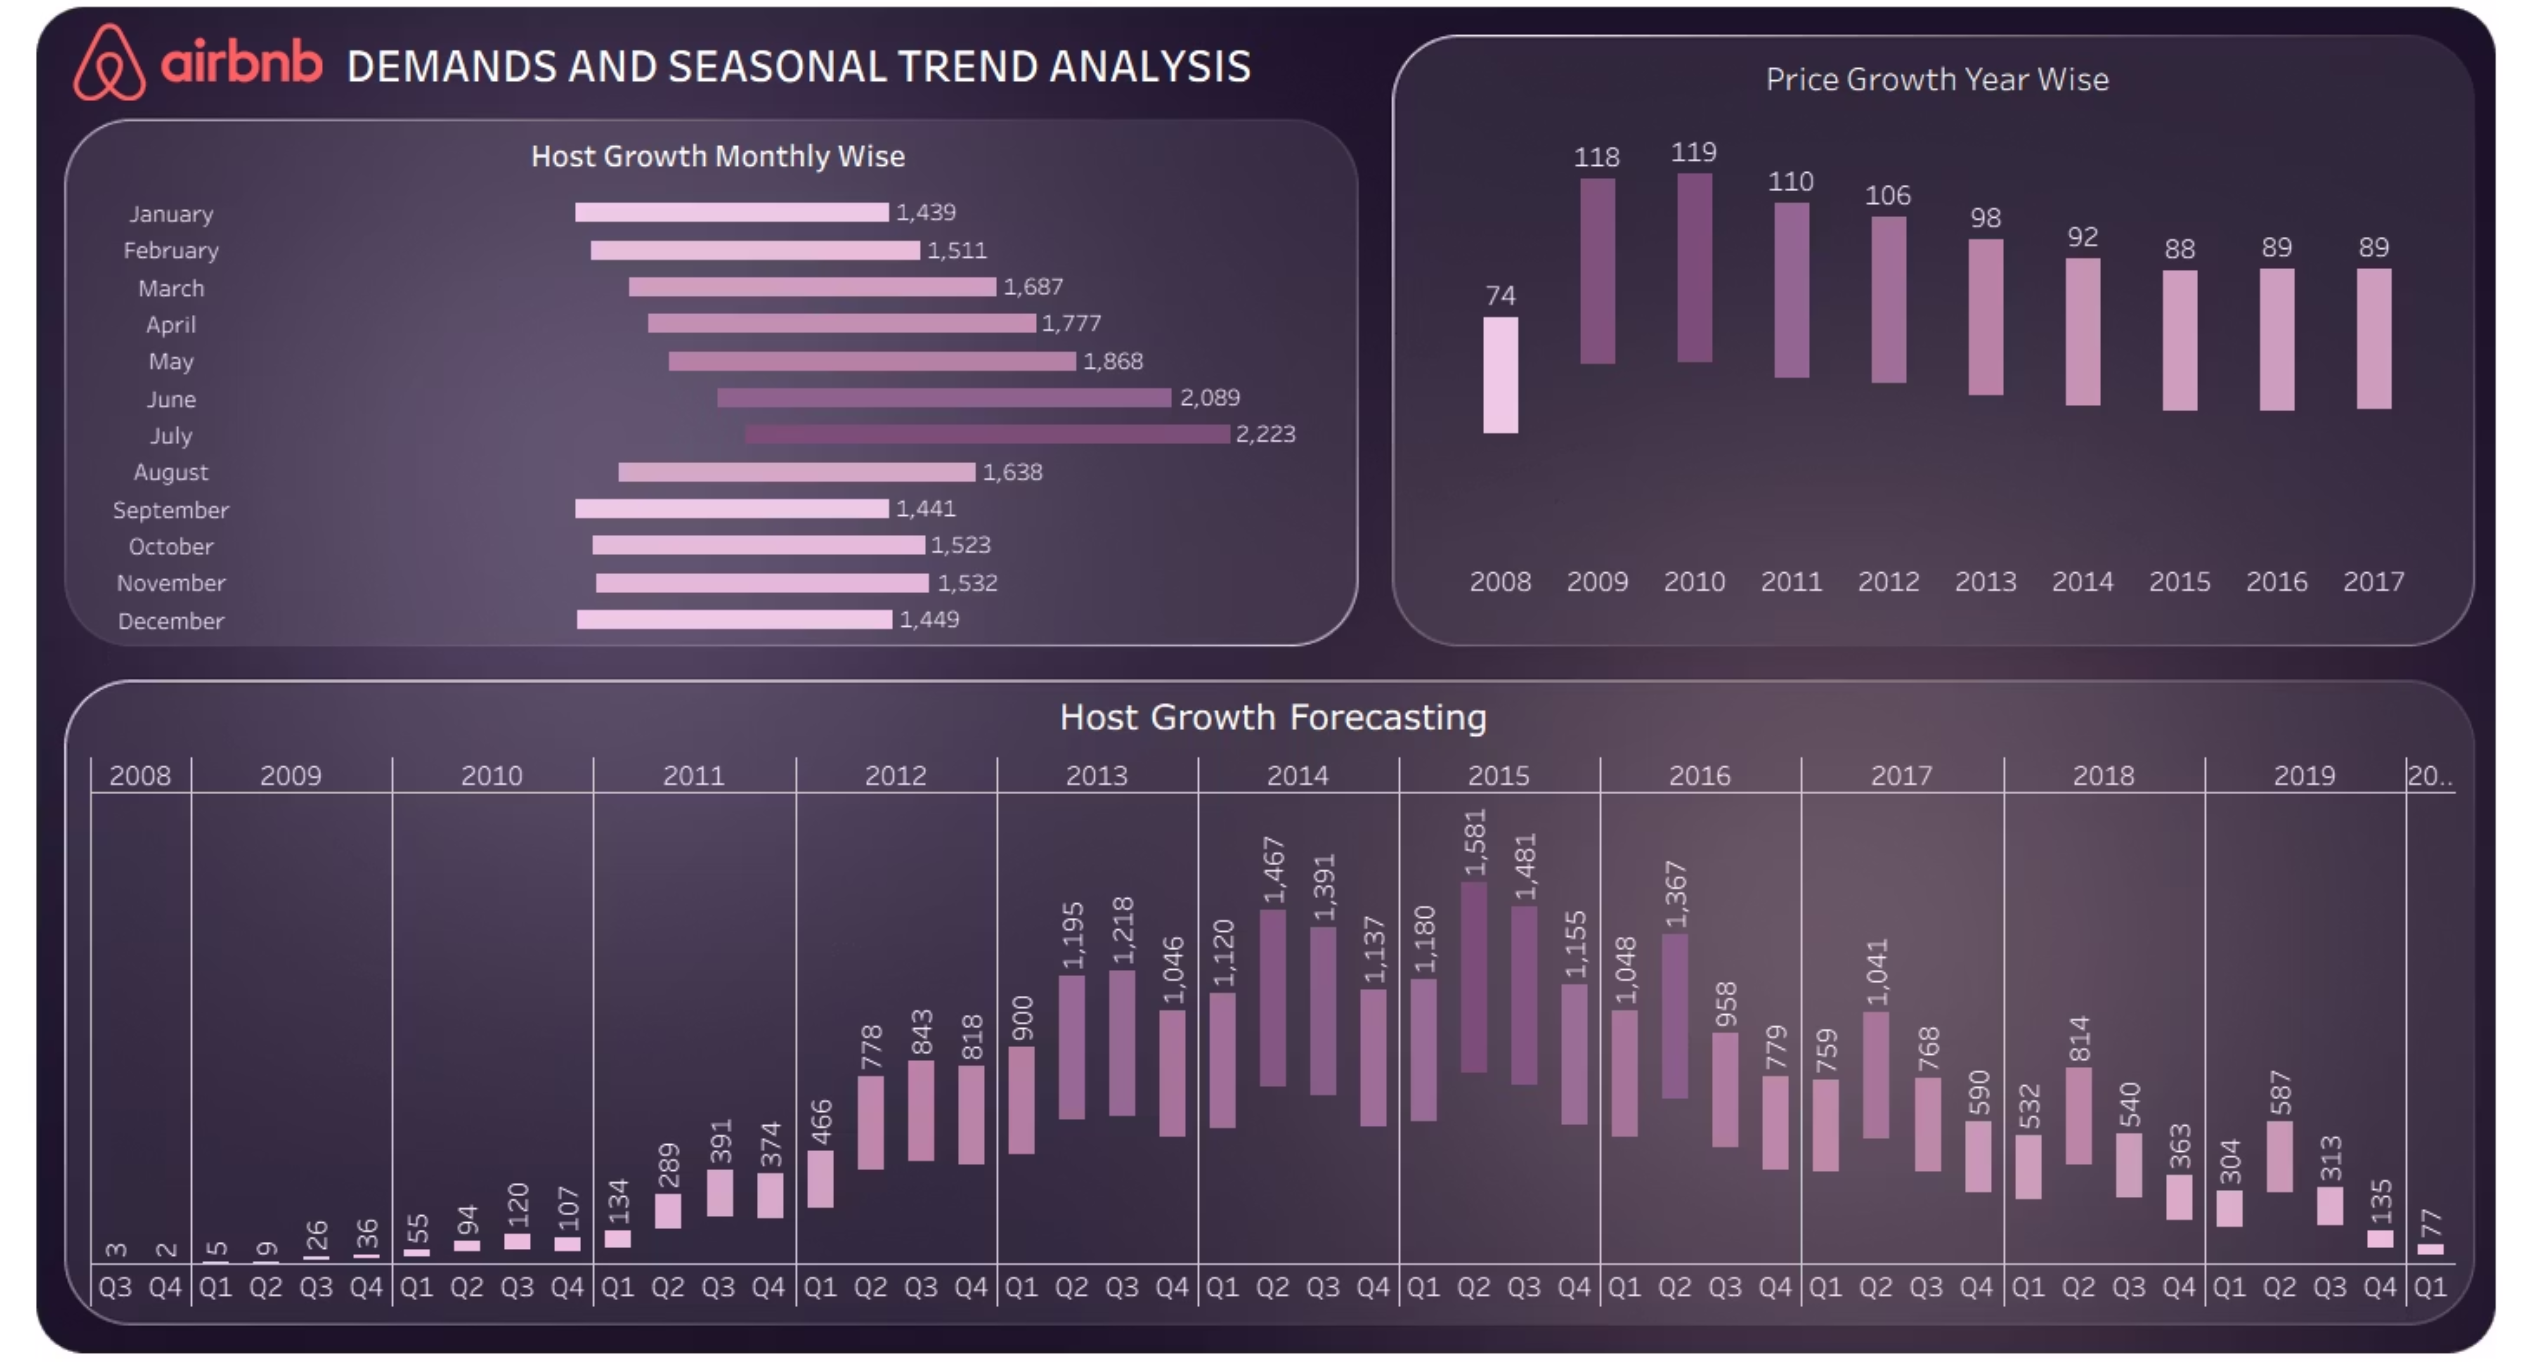 airbnb DEMANDS AND SEASONAL TREND ANALYSIS
Host Growth Monthly Wise
January 1,439
February 1,511
March 1,687
April 1,777
May 1,868
June 2,089
July 2,223
August 1,638
September 1,441
October 1,523
November 1,532
December 1,449
Price Growth Year Wise
74 118 119 110 106 98 92 88 89 89
2008 2009 2010 2011 2012 2013 2014 2015 2016 2017
Host Growth Forecasting
2008 2009 2010 2011 2012 2013 2014 2015 2016 2017 2018 2019 20..
3 2 5 9 26 36 55 94 120 107 134 289 391 374 466 778 843 818 900 1,195 1,218 1,046 1,120 1,467 1,391 1,137 1,180 1,581 1,481 1,155 1,048 1,367 958 779 759 1,041 768 590 532 814 540 363 304 587 313 135 77
Q3 Q4 Q1 Q2 Q3 Q4 Q1 Q2 Q3 Q4 Q1 Q2 Q3 Q4 Q1 Q2 Q3 Q4 Q1 Q2 Q3 Q4 Q1 Q2 Q3 Q4 Q1 Q2 Q3 Q4 Q1 Q2 Q3 Q4 Q1 Q2 Q3 Q4 Q1 Q2 Q3 Q4 Q1 Q2 Q3 Q4 Q1